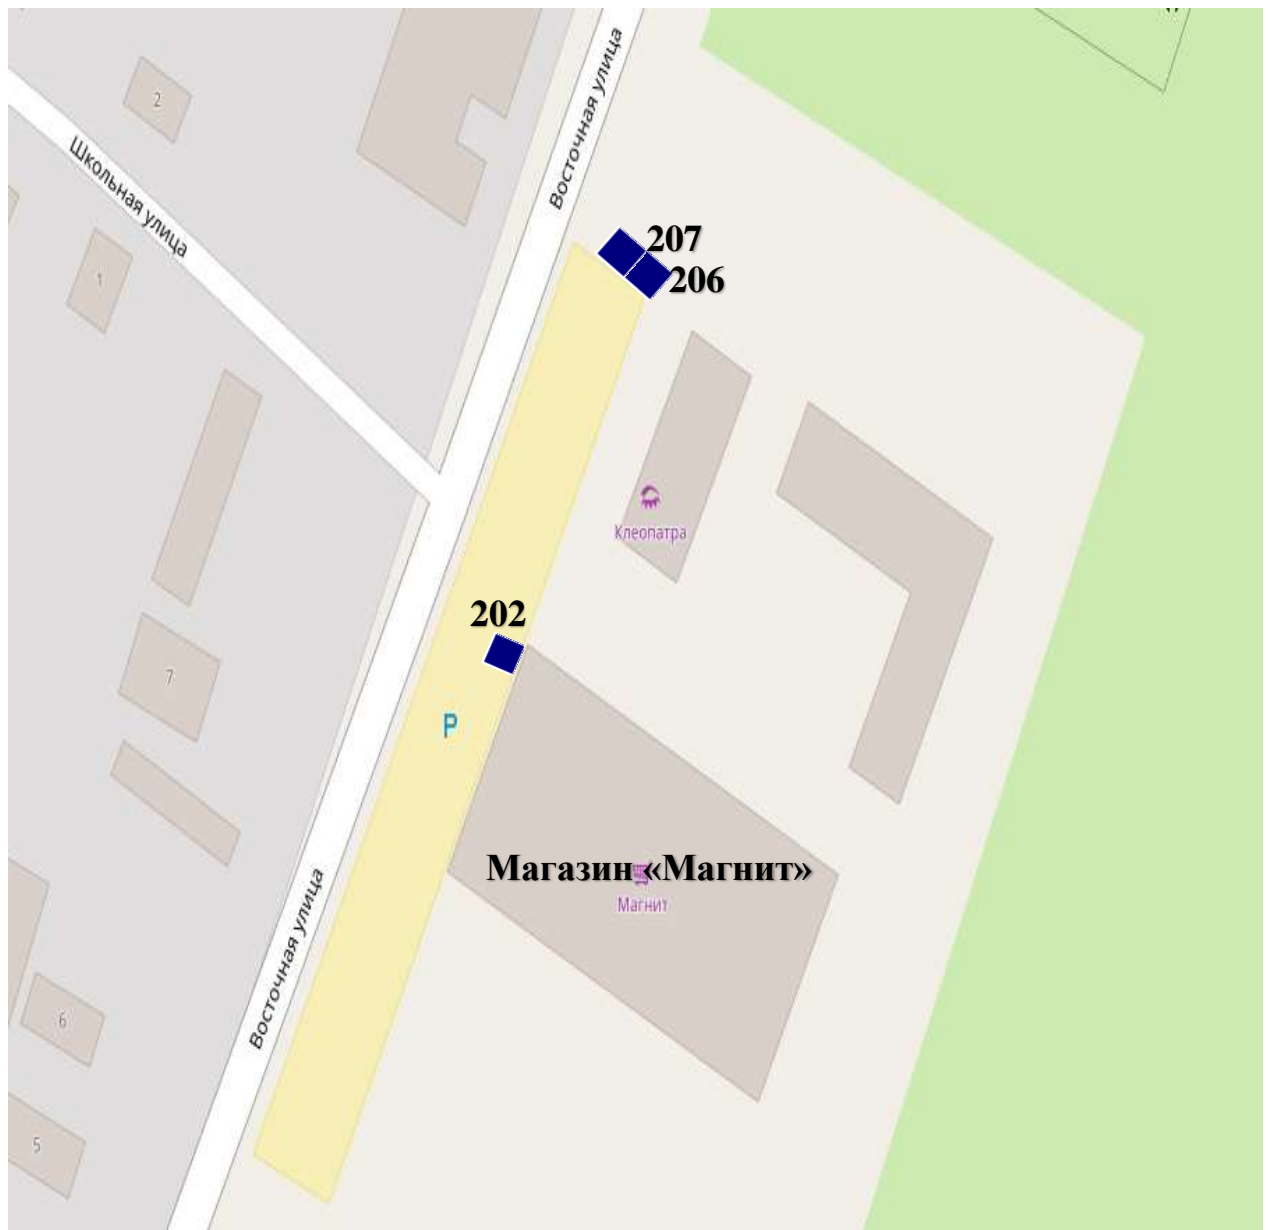 2
Восточная улица
Школьная улица
207
1
206
Клеопатра
202
7
P
Магазин «Магнит»
Магнит
Восточная улица
6
5